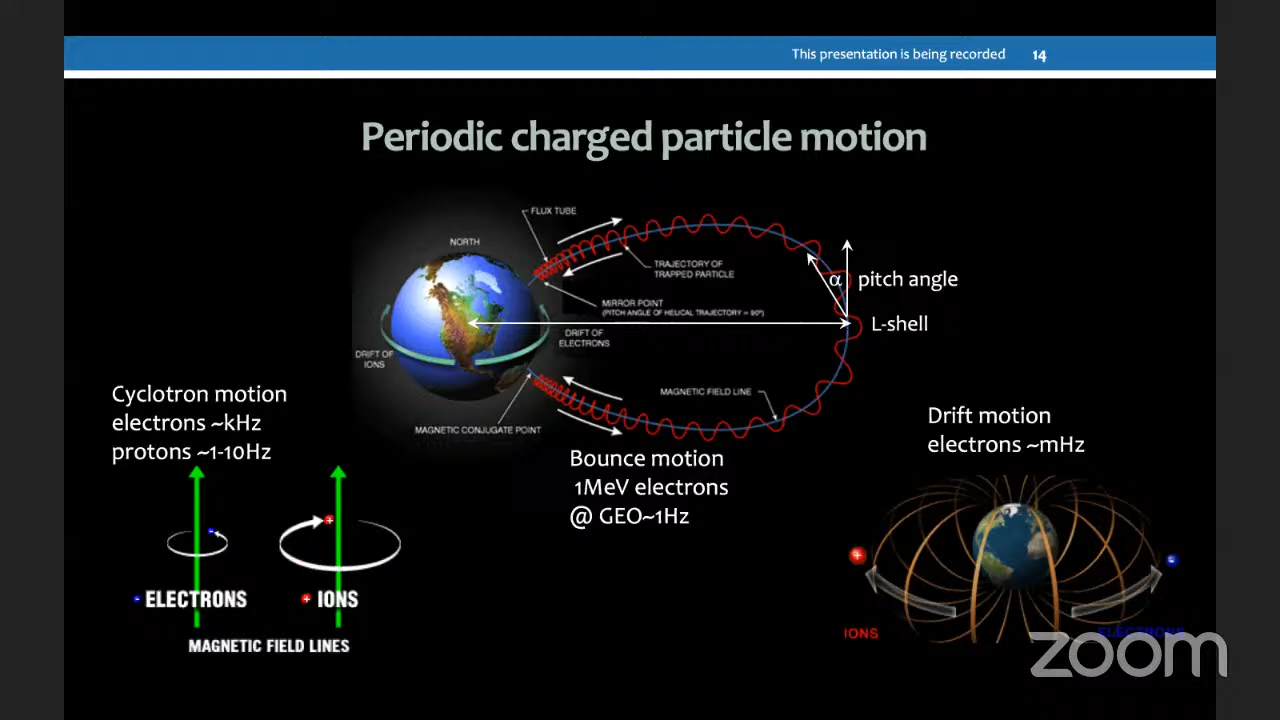 This presentation is being recorded 14
Periodic charged particle motion
FLUX TUBE
NORTH
TRAJECTORY OF
TRAPPED PARTICLE
α pitch angle
MIRROR POINT
(PITCH ANGLE OF HELICAL TRAJECTORY = 90°)
L-shell
DRIFT OF
ELECTRONS
DRIFT OF
IONS
MAGNETIC FIELD LINE
MAGNETIC CONJUGATE POINT
Cyclotron motion
electrons ~kHz
protons ~1-10Hz
Bounce motion
1MeV electrons
@ GEO~1Hz
Drift motion
electrons ~mHz
- ELECTRONS
+ IONS
MAGNETIC FIELD LINES
+
-
IONS
ELECTRONS
zoom